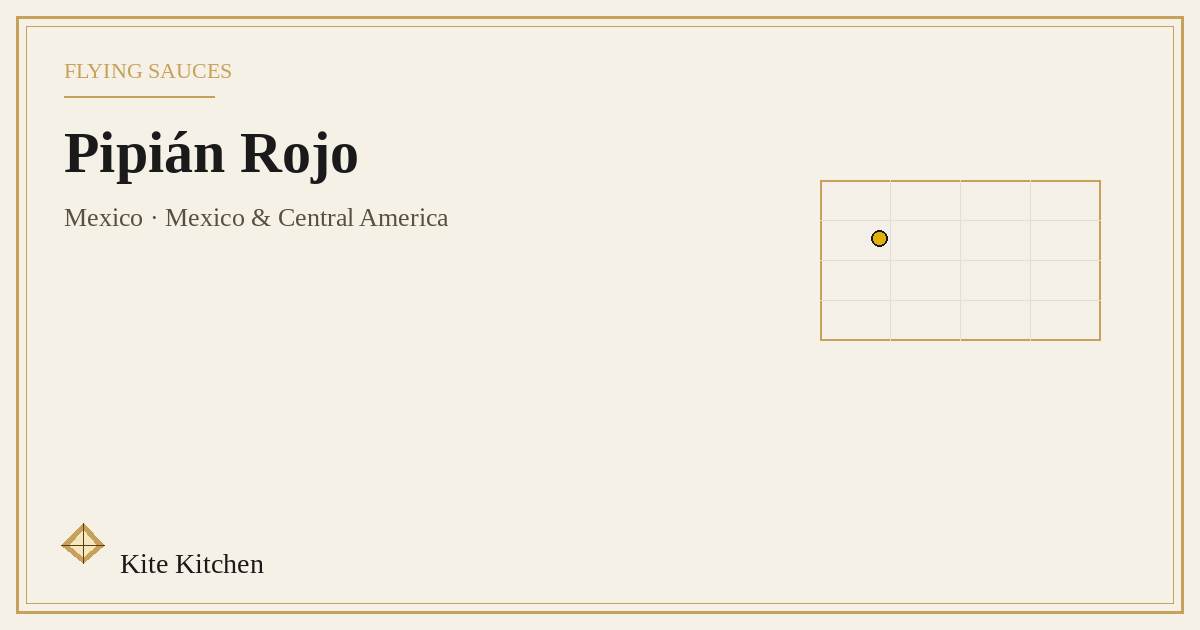 FLYING SAUCES
Pipián Rojo
Mexico · Mexico & Central America
Kite Kitchen